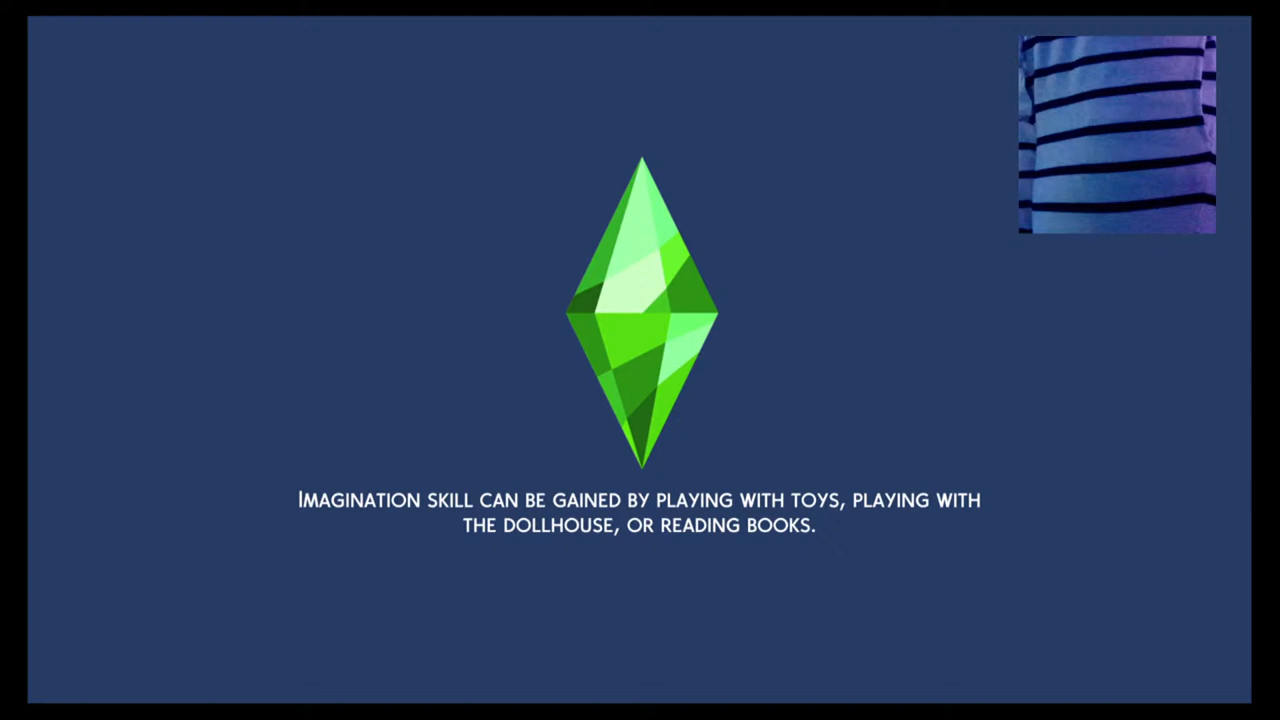 IMAGINATION SKILL CAN BE GAINED BY PLAYING WITH TOYS, PLAYING WITH
THE DOLLHOUSE, OR READING BOOKS.